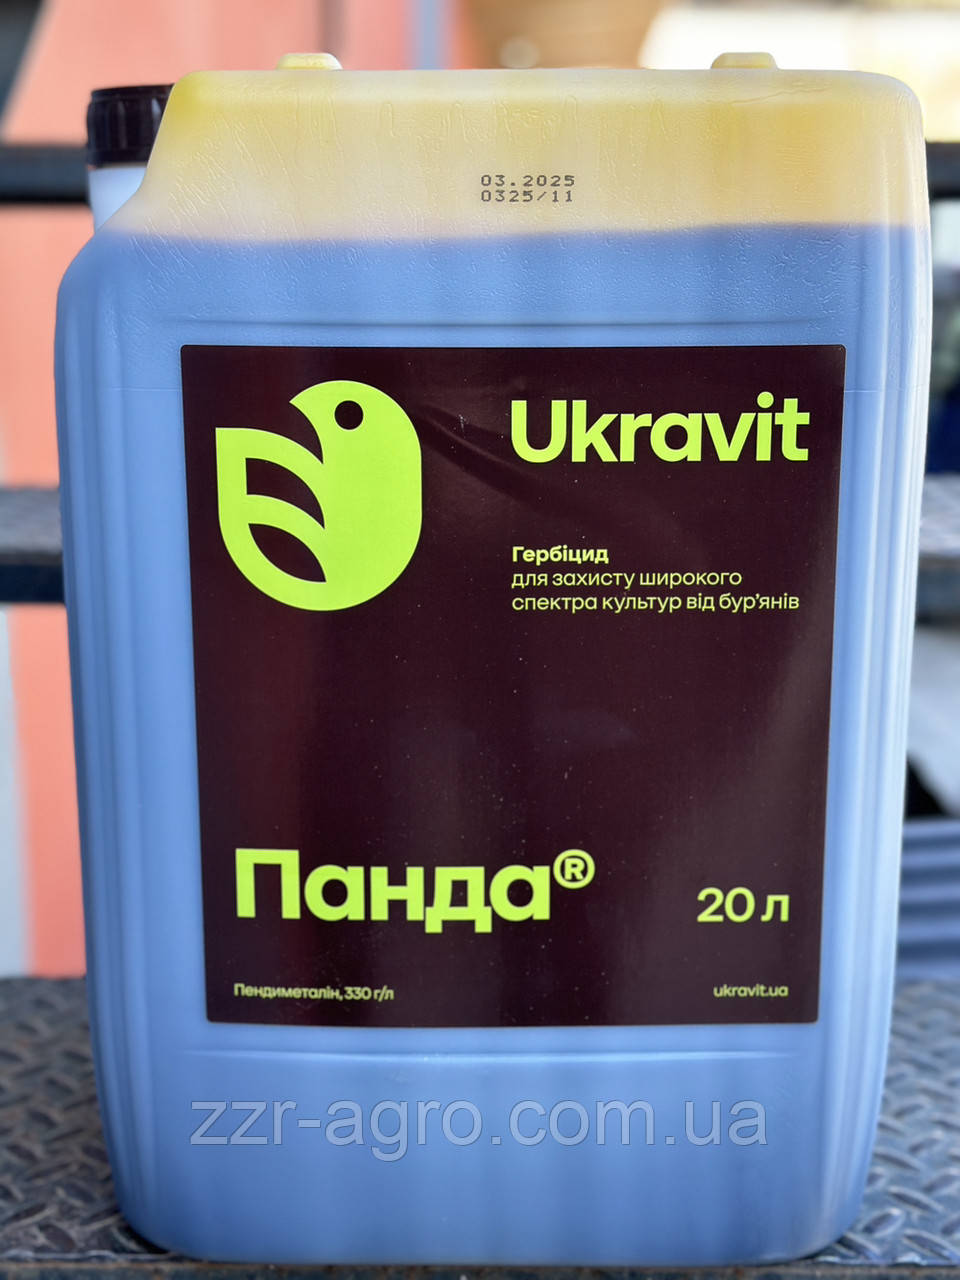 03.2025
0325/11
Ukravit
Гербіцид
для захисту широкого
спектра культур від бур'янів
Панда®
20 л
Пендиметалін, 330 г/л
ukravit.ua
zzr-agro.com.ua